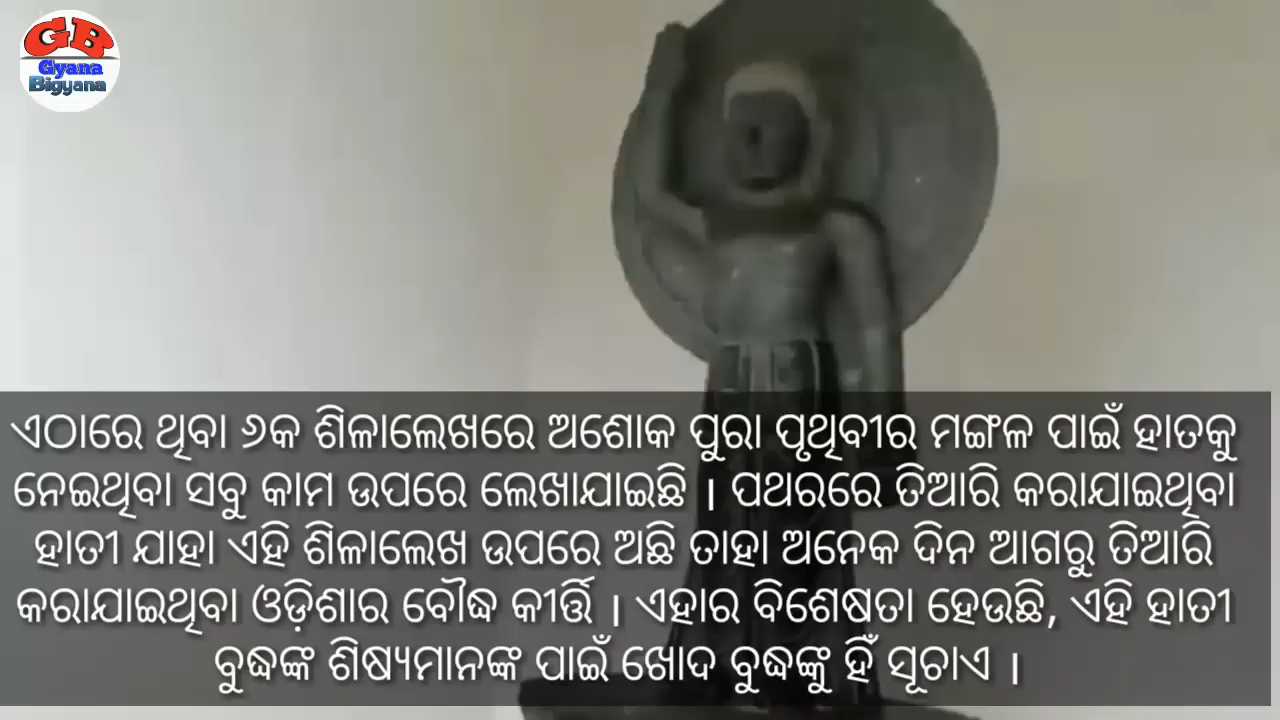 GB
Gyana
Bigyana
ଏଠାରେ ଥିବା ୬କ ଶିଳାଲେଖରେ ଅଶୋକ ପୁରା ପୃଥିବୀର ମଙ୍ଗଳ ପାଇଁ ହାତକୁ
ନେଇଥିବା ସବୁ କାମ ଉପରେ ଲେଖାଯାଇଛି । ପଥରରେ ତିଆରି କରାଯାଇଥିବା
ହାତୀ ଯାହା ଏହି ଶିଳାଲେଖ ଉପରେ ଅଛି ତାହା ଅନେକ ଦିନ ଆଗରୁ ତିଆରି
କରାଯାଇଥିବା ଓଡ଼ିଶାର ବୌଦ୍ଧ କୀର୍ତ୍ତି । ଏହାର ବିଶେଷତା ହେଉଛି, ଏହି ହାତୀ
ବୁଦ୍ଧଙ୍କ ଶିଷ୍ୟମାନଙ୍କ ପାଇଁ ଖୋଦ ବୁଦ୍ଧଙ୍କୁ ହିଁ ସୂଚାଏ ।